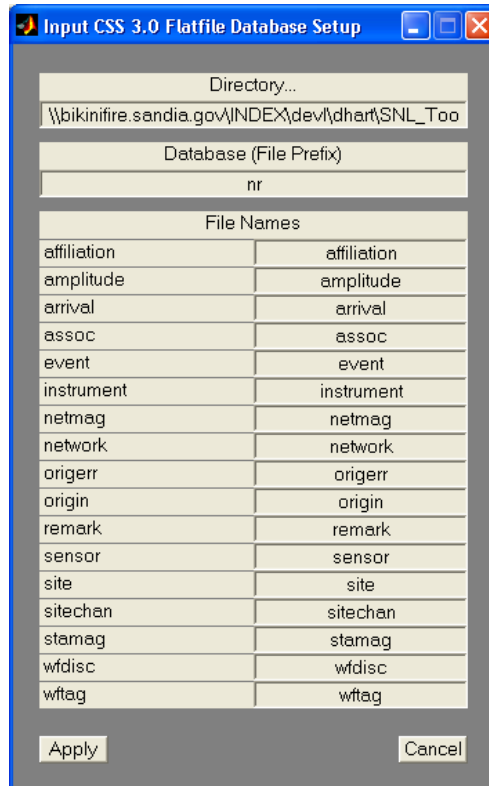 Input CSS 3.0 Flatfile Database Setup
Directory...
\\bikinifire.sandia.gov\INDEX\devl\dhart\SNL_Too
Database (File Prefix)
nr
File Names
affiliation affiliation
amplitude amplitude
arrival arrival
assoc assoc
event event
instrument instrument
netmag netmag
network network
origerr origerr
origin origin
remark remark
sensor sensor
site site
sitechan sitechan
stamag stamag
wfdisc wfdisc
wftag wftag
Apply Cancel